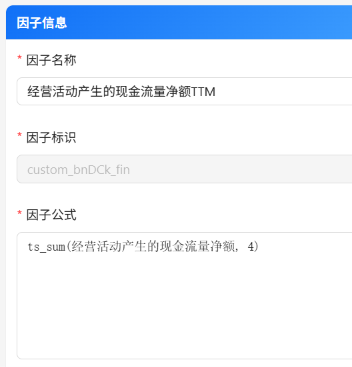 因子信息
* 因子名称
经营活动产生的现金流量净额TTM
* 因子标识
custom_bnDCk_fin
* 因子公式
ts_sum(经营活动产生的现金流量净额, 4)